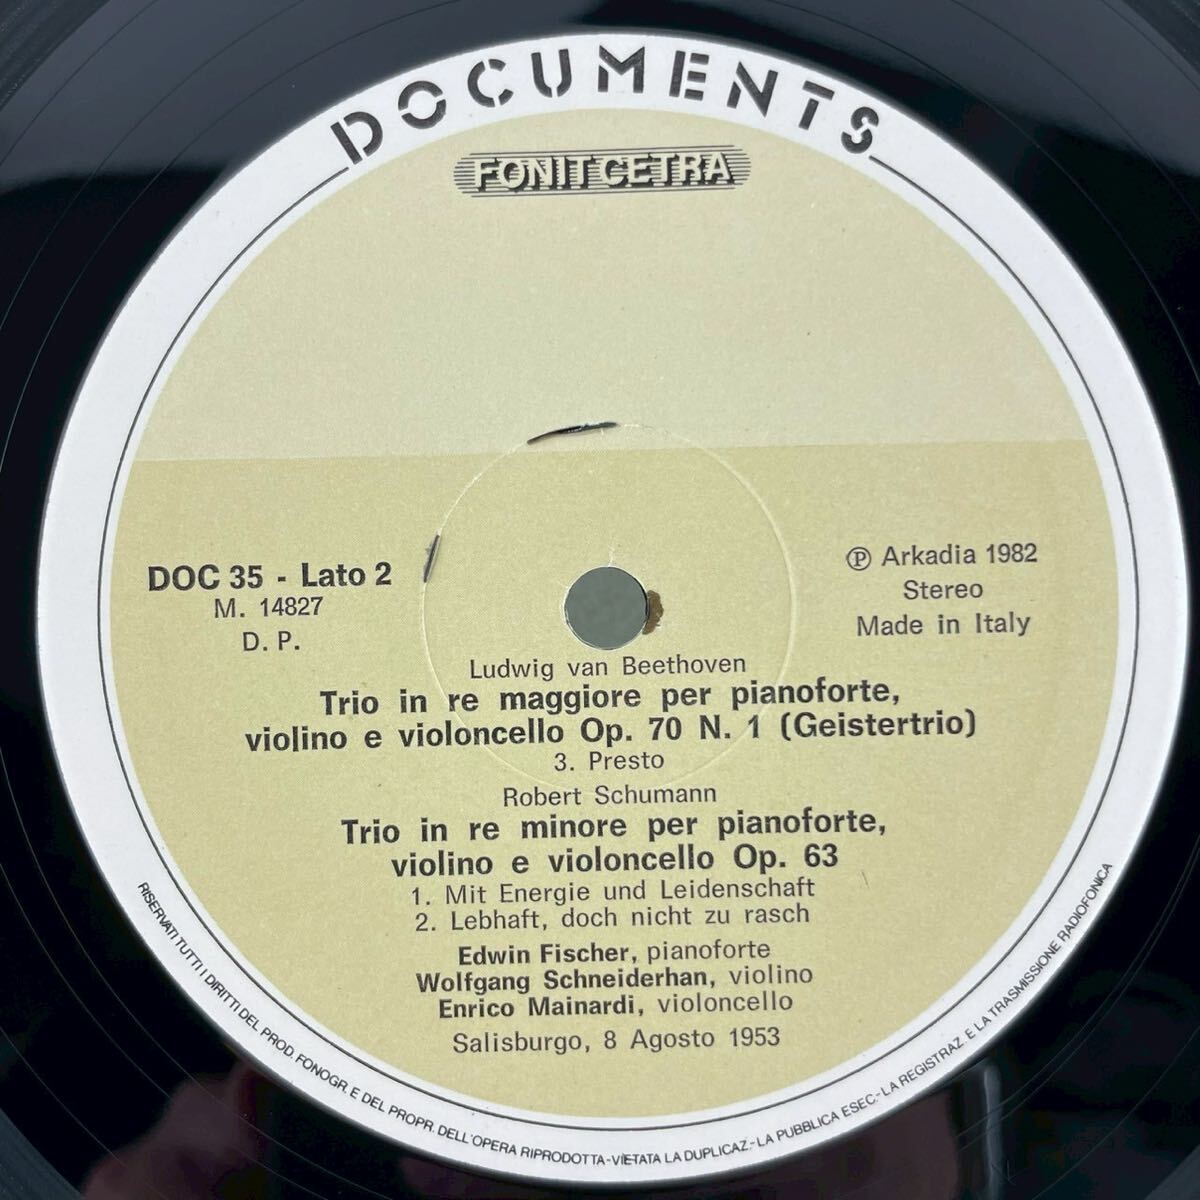 DOCUMENTS
FONIT CETRA
DOC 35 - Lato 2
M. 14827
D. P.
℗ Arkadia 1982
Stereo
Made in Italy
Ludwig van Beethoven
Trio in re maggiore per pianoforte,
violino e violoncello Op. 70 N. 1 (Geistertrio)
3. Presto
Robert Schumann
Trio in re minore per pianoforte,
violino e violoncello Op. 63
1. Mit Energie und Leidenschaft
2. Lebhaft, doch nicht zu rasch
Edwin Fischer, pianoforte
Wolfgang Schneiderhan, violino
Enrico Mainardi, violoncello
Salisburgo, 8 Agosto 1953
RISERVATI TUTTI I DIRITTI DEL PROD. FONOGR. E DEL PROPR. DELL'OPERA RIPRODOTTA-VIETATA LA DUPLICAZ.-LA PUBBLICA ESEC.-LA REGISTRAZ. E LA TRASMISSIONE RADIOFONICA